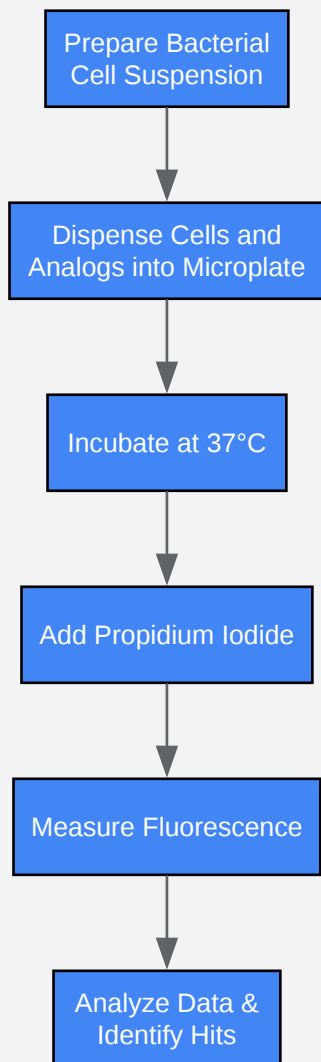 Prepare Bacterial
Cell Suspension
Dispense Cells and
Analogs into Microplate
Incubate at 37°C
Add Propidium Iodide
Measure Fluorescence
Analyze Data &
Identify Hits